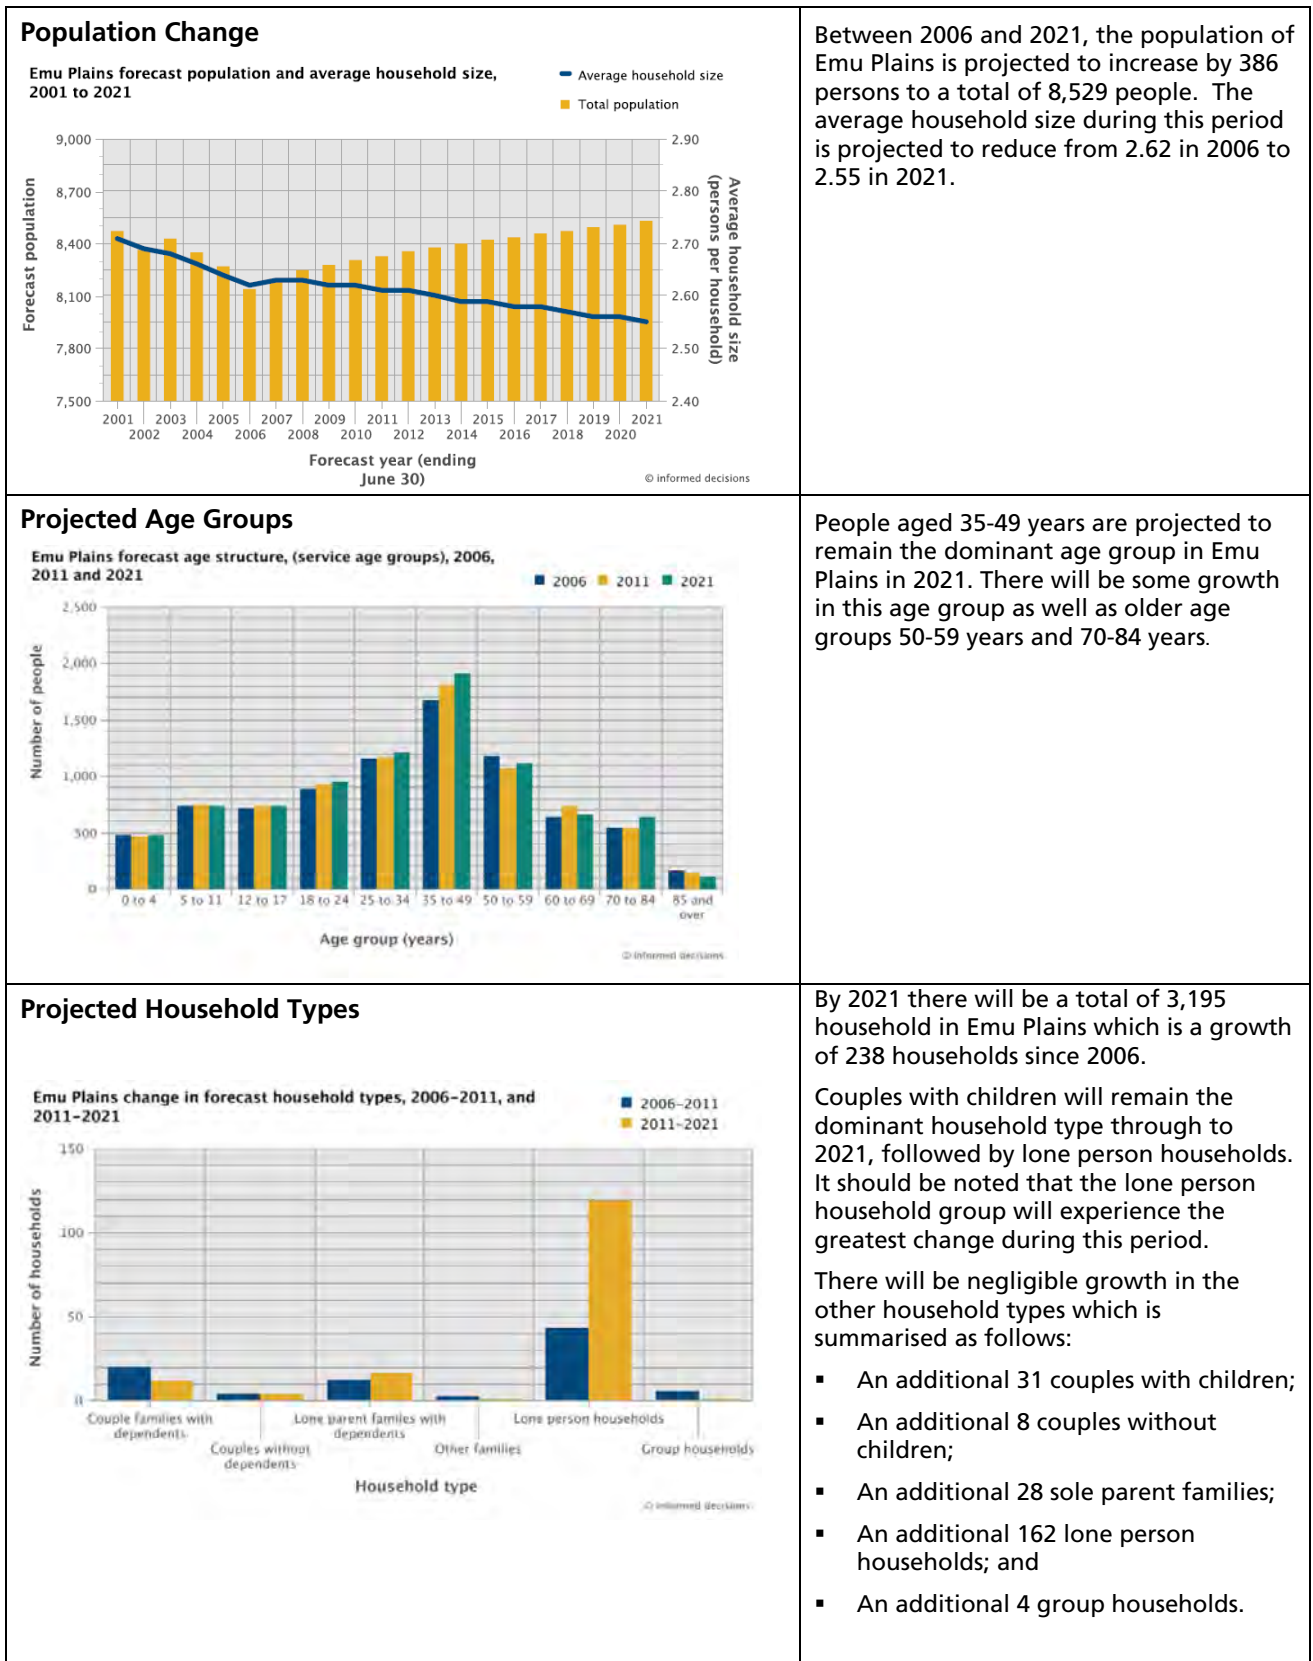 Population Change
Emu Plains forecast population and average household size,
2001 to 2021
Average household size
Total population
9,000
8,700
8,400
8,100
7,800
7,500
2.90
2.80
2.70
2.60
2.50
2.40
Forecast population
Average household size
(persons per household)
2001 2003 2005 2007 2009 2011 2013 2015 2017 2019 2021
2002 2004 2006 2008 2010 2012 2014 2016 2018 2020
Forecast year (ending
June 30)
© informed decisions
Between 2006 and 2021, the population of
Emu Plains is projected to increase by 386
persons to a total of 8,529 people. The
average household size during this period
is projected to reduce from 2.62 in 2006 to
2.55 in 2021.
Projected Age Groups
Emu Plains forecast age structure, (service age groups), 2006,
2011 and 2021
2006 2011 2021
2,500
2,000
1,500
1,000
500
0
Number of people
0 to 4 5 to 11 12 to 17 18 to 24 25 to 34 35 to 49 50 to 59 60 to 69 70 to 84 85 and
over
Age group (years)
© informed decisions
People aged 35-49 years are projected to
remain the dominant age group in Emu
Plains in 2021. There will be some growth
in this age group as well as older age
groups 50-59 years and 70-84 years.
Projected Household Types
Emu Plains change in forecast household types, 2006–2011, and
2011–2021
2006–2011
2011–2021
150
100
50
0
Number of households
Couple families with
dependents
Couples without
dependents
Lone parent famlies with
dependents
Other families
Lone person households
Group households
Household type
© informed decisions
By 2021 there will be a total of 3,195
household in Emu Plains which is a growth
of 238 households since 2006.
Couples with children will remain the
dominant household type through to
2021, followed by lone person households.
It should be noted that the lone person
household group will experience the
greatest change during this period.
There will be negligible growth in the
other household types which is
summarised as follows:
▪ An additional 31 couples with children;
▪ An additional 8 couples without
children;
▪ An additional 28 sole parent families;
▪ An additional 162 lone person
households; and
▪ An additional 4 group households.